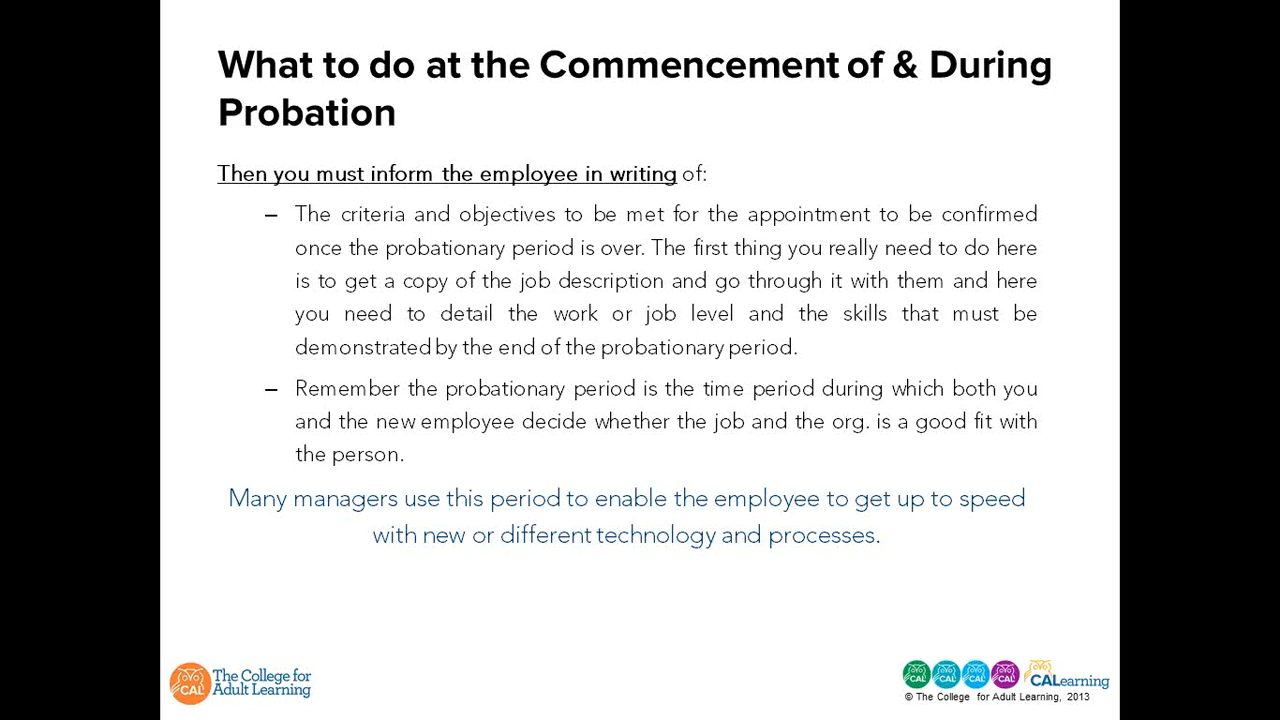 What to do at the Commencement of & During
Probation
Then you must inform the employee in writing of:
– The criteria and objectives to be met for the appointment to be confirmed
once the probationary period is over. The first thing you really need to do here
is to get a copy of the job description and go through it with them and here
you need to detail the work or job level and the skills that must be
demonstrated by the end of the probationary period.
– Remember the probationary period is the time period during which both you
and the new employee decide whether the job and the org. is a good fit with
the person.
Many managers use this period to enable the employee to get up to speed
with new or different technology and processes.
CAL
The College for
Adult Learning
CAL CAL CAL CAL CALearning
© The College for Adult Learning, 2013